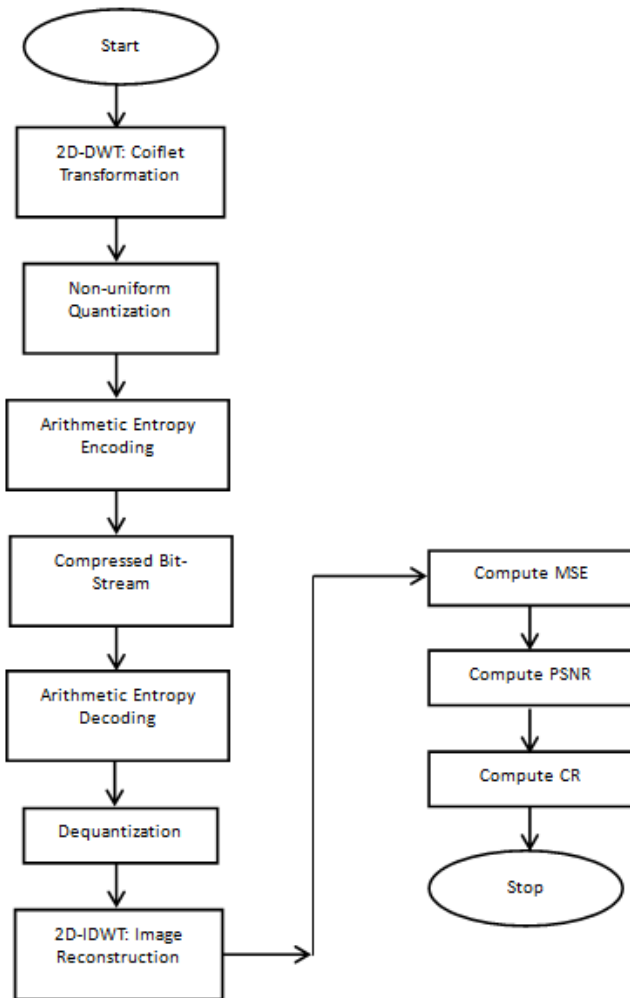 Start
2D-DWT: Coiflet
Transformation
Non-uniform
Quantization
Arithmetic Entropy
Encoding
Compressed Bit-
Stream
Arithmetic Entropy
Decoding
Dequantization
2D-IDWT: Image
Reconstruction
Compute MSE
Compute PSNR
Compute CR
Stop